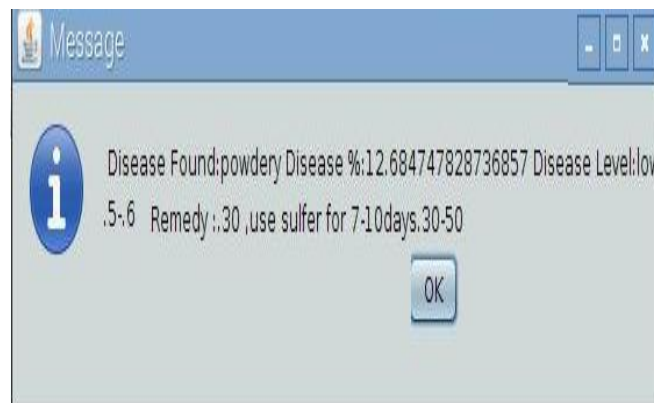 Message
Disease Found:powdery Disease %:12.684747828736857 Disease Level:low
.5-.6 Remedy :.30 ,use sulfer for 7-10days.30-50
OK